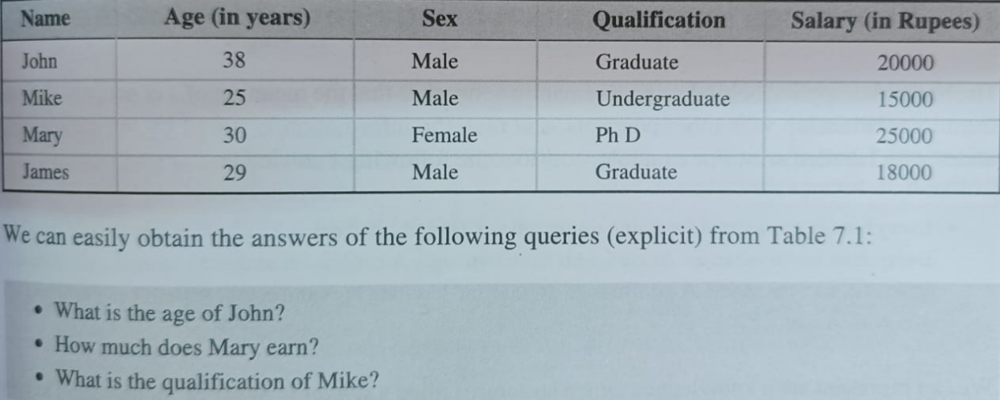 Name Age (in years) Sex Qualification Salary (in Rupees)
John 38 Male Graduate 20000
Mike 25 Male Undergraduate 15000
Mary 30 Female Ph D 25000
James 29 Male Graduate 18000
We can easily obtain the answers of the following queries (explicit) from Table 7.1:
• What is the age of John?
• How much does Mary earn?
• What is the qualification of Mike?